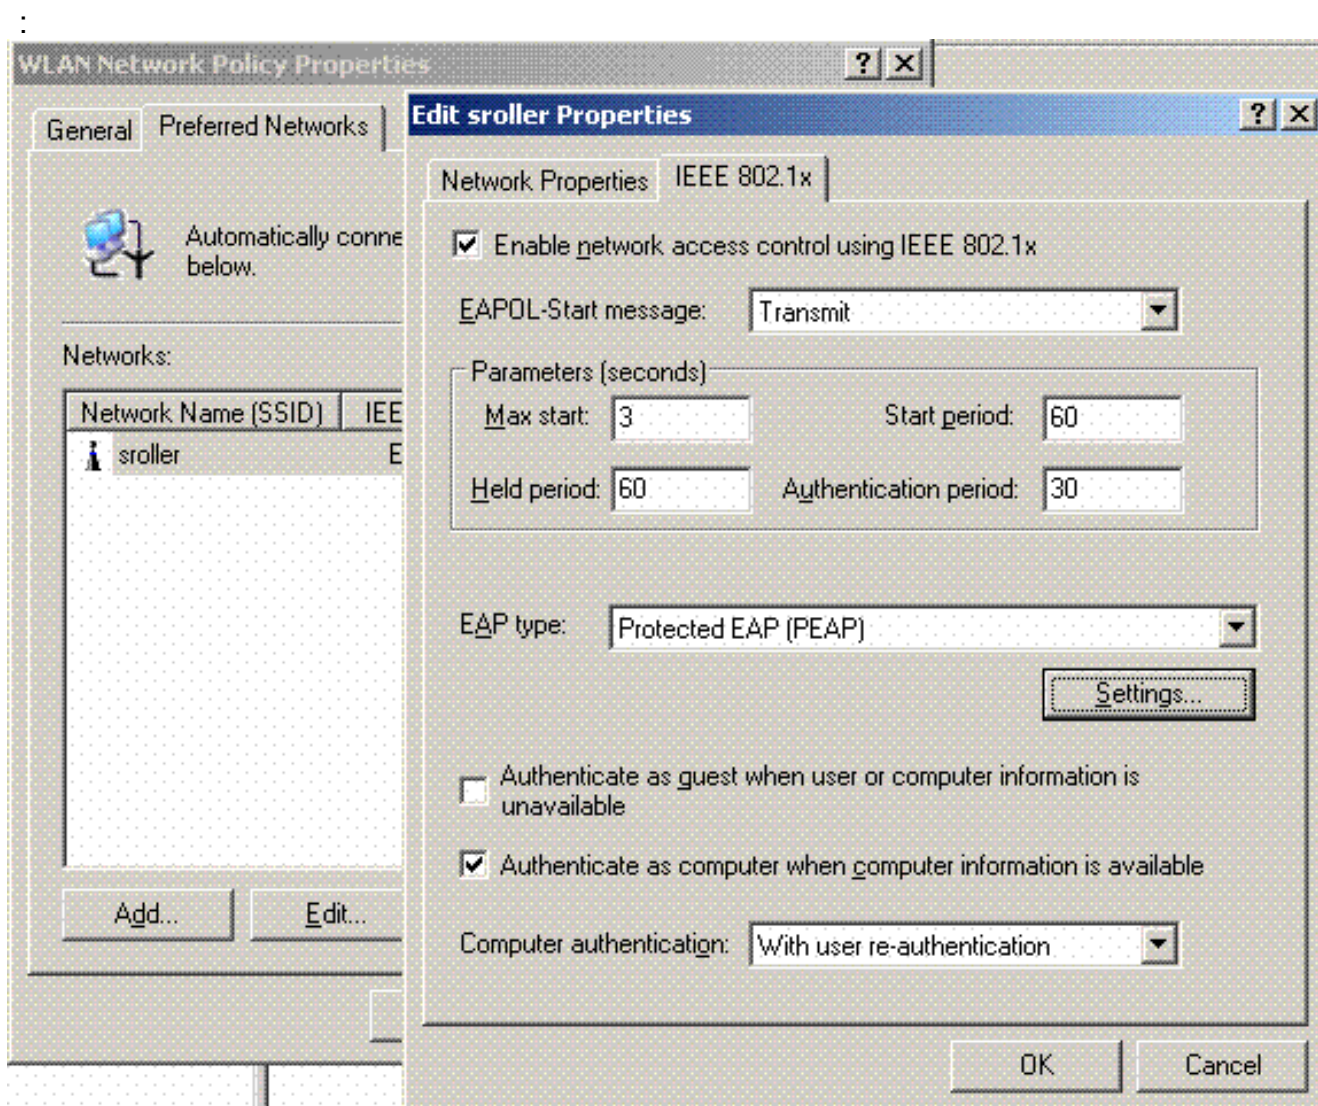 :
WLAN Network Policy Properties
General
Preferred Networks
Automatically conne
below.
Networks:
Network Name (SSID)
IEE
sroller
E
Add...
Edit...
Edit sroller Properties
Network Properties
IEEE 802.1x
Enable network access control using IEEE 802.1x
EAPOL-Start message:
Transmit
Parameters (seconds)
Max start:
3
Start period:
60
Held period:
60
Authentication period:
30
EAP type:
Protected EAP (PEAP)
Settings...
Authenticate as guest when user or computer information is
unavailable
Authenticate as computer when computer information is available
Computer authentication:
With user re-authentication
OK
Cancel